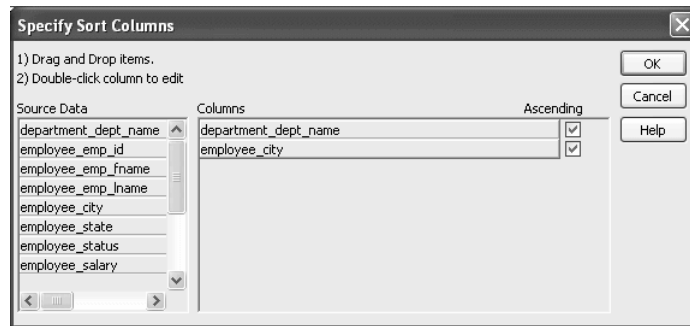 Specify Sort Columns
1) Drag and Drop items.
2) Double-click column to edit
OK
Cancel
Help
Source Data
department_dept_name
employee_emp_id
employee_emp_fname
employee_emp_lname
employee_city
employee_state
employee_status
employee_salary
Columns Ascending
department_dept_name
employee_city